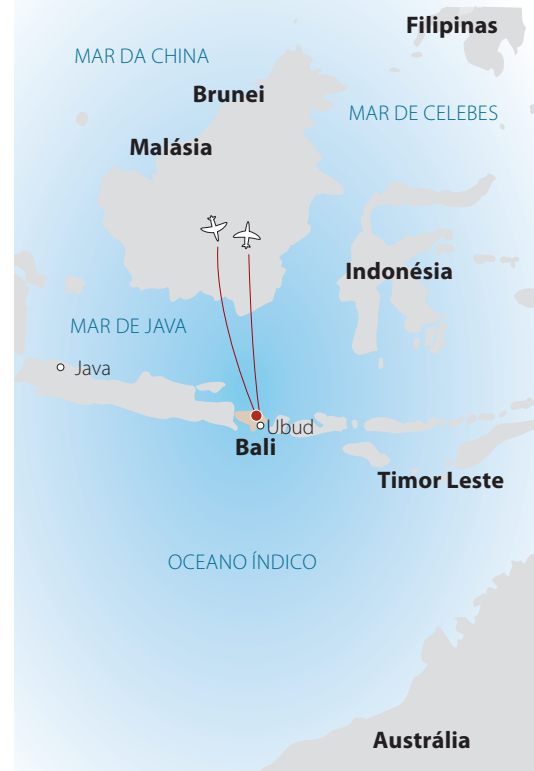 Filipinas
MAR DA CHINA
Brunei
MAR DE CELEBES
Malásia
Indonésia
MAR DE JAVA
Java
Ubud
Bali
Timor Leste
OCEANO ÍNDICO
Austrália